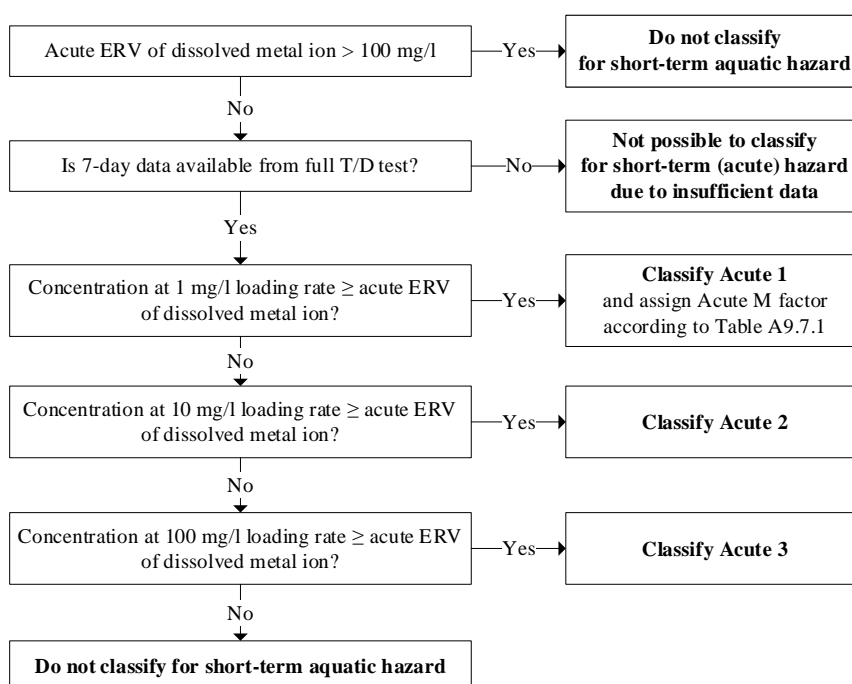 Acute ERV of dissolved metal ion > 100 mg/l
Yes
Do not classify
for short-term aquatic hazard
No
Is 7-day data available from full T/D test?
No
Not possible to classify
for short-term (acute) hazard
due to insufficient data
Yes
Concentration at 1 mg/l loading rate ≥ acute ERV
of dissolved metal ion?
Yes
Classify Acute 1
and assign Acute M factor
according to Table A9.7.1
No
Concentration at 10 mg/l loading rate ≥ acute ERV
of dissolved metal ion?
Yes
Classify Acute 2
No
Concentration at 100 mg/l loading rate ≥ acute ERV
of dissolved metal ion?
Yes
Classify Acute 3
No
Do not classify for short-term aquatic hazard